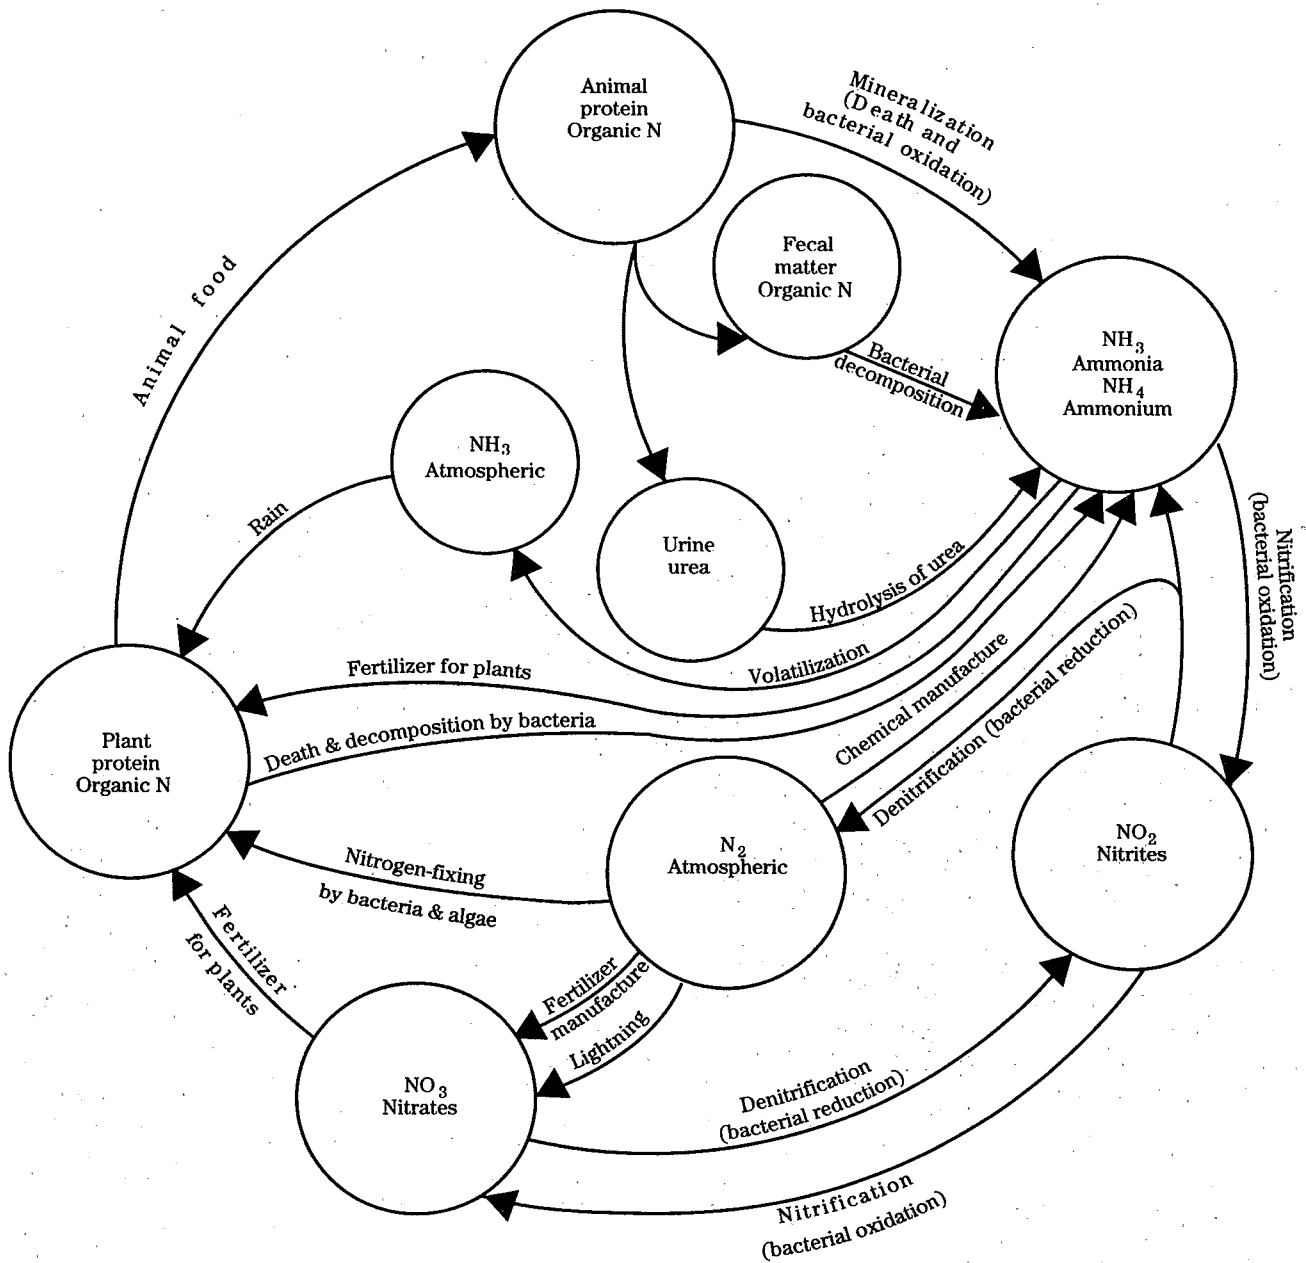 Animal
protein
Organic N
Mineralization
(Death and
bacterial oxidation)
Fecal
matter
Organic N
NH3
Ammonia
NH4
Ammonium
Bacterial
decomposition
Animal food
NH3
Atmospheric
Rain
Urine
urea
Hydrolysis of urea
Nitrification
(bacterial oxidation)
Volatilization
Fertilizer for plants
Death & decomposition by bacteria
Chemical manufacture
Denitrification (bacterial reduction)
Plant
protein
Organic N
N2
Atmospheric
NO2
Nitrites
Nitrogen-fixing
by bacteria & algae
Fertilizer
for plants
Fertilizer
manufacture
Lightning
NO3
Nitrates
Denitrification
(bacterial reduction)
Nitrification
(bacterial oxidation)